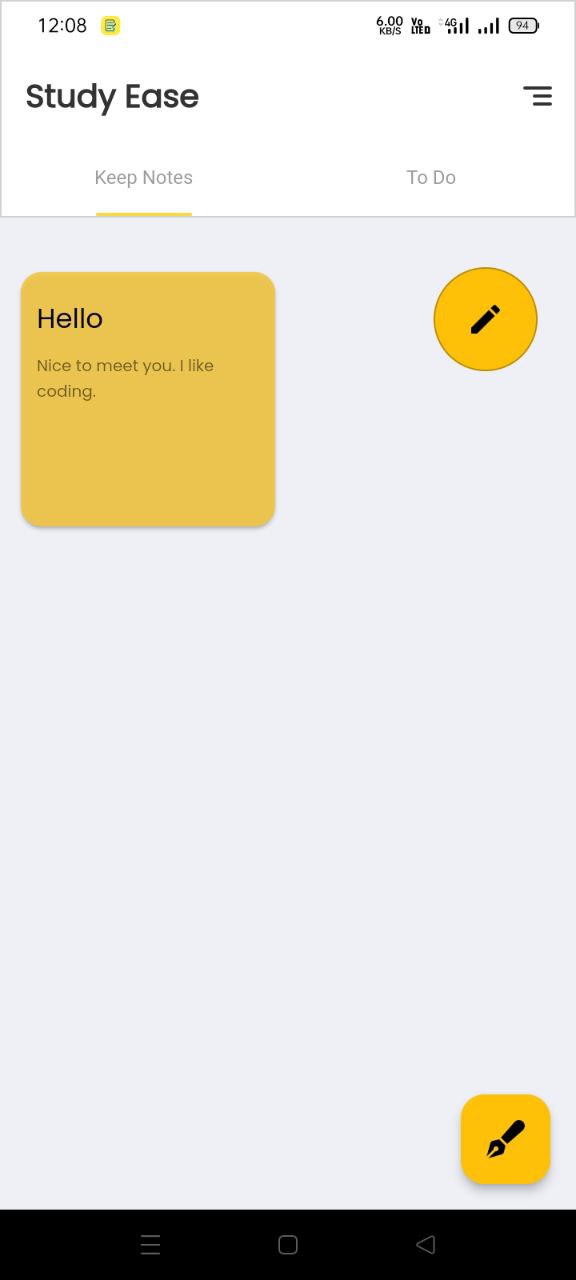 12:08 6.00 KB/S Vo LTE D 4G 94
Study Ease
Keep Notes To Do
Hello
Nice to meet you. I like
coding.